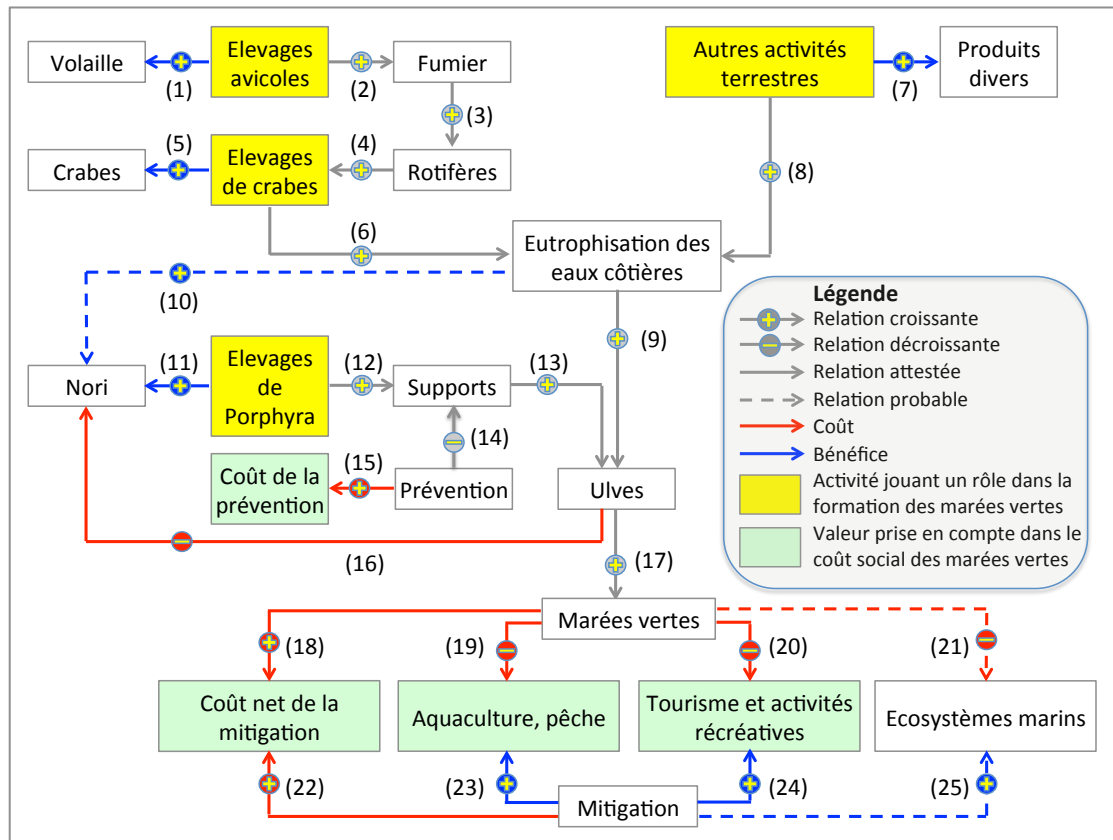 Volaille
(1)
Elevages
avicoles
(2)
Fumier
(3)
Autres activités
terrestres
(7)
Produits
divers
Crabes
(5)
Elevages
de crabes
(4)
Rotifères
(8)
(6)
Eutrophisation des
eaux côtières
(10)
(9)
Nori
(11)
Elevages
de
Porphyra
(12)
Supports
(13)
(14)
Coût de la
prévention
(15)
Prévention
Ulves
(16)
(17)
Légende
Relation croissante
Relation décroissante
Relation attestée
Relation probable
Coût
Bénéfice
Activité jouant un rôle dans la
formation des marées vertes
Valeur prise en compte dans le
coût social des marées vertes
Marées vertes
(18)
(19)
(20)
(21)
Coût net de la
mitigation
Aquaculture, pêche
Tourisme et activités
récréatives
Ecosystèmes marins
(22)
(23)
Mitigation
(24)
(25)